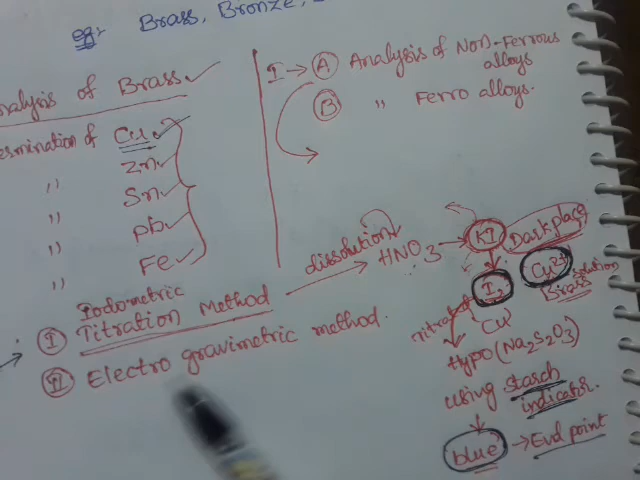 eg: Brass, Bronze,
nalysis of Brass
ermination of Cu
" Zn
" Sn
" Pb
" Fe
I → A Analysis of Non-Ferrous
alloys
B " Ferro alloys.
I Iodometric
Titration Method
dissolution
HNO3 → KI Dark place
I2 Cu2+
Brass solution
Cu
titrate
Hypo (Na2S2O3)
using starch
indicator.
blue → End point
II Electro gravimetric method.